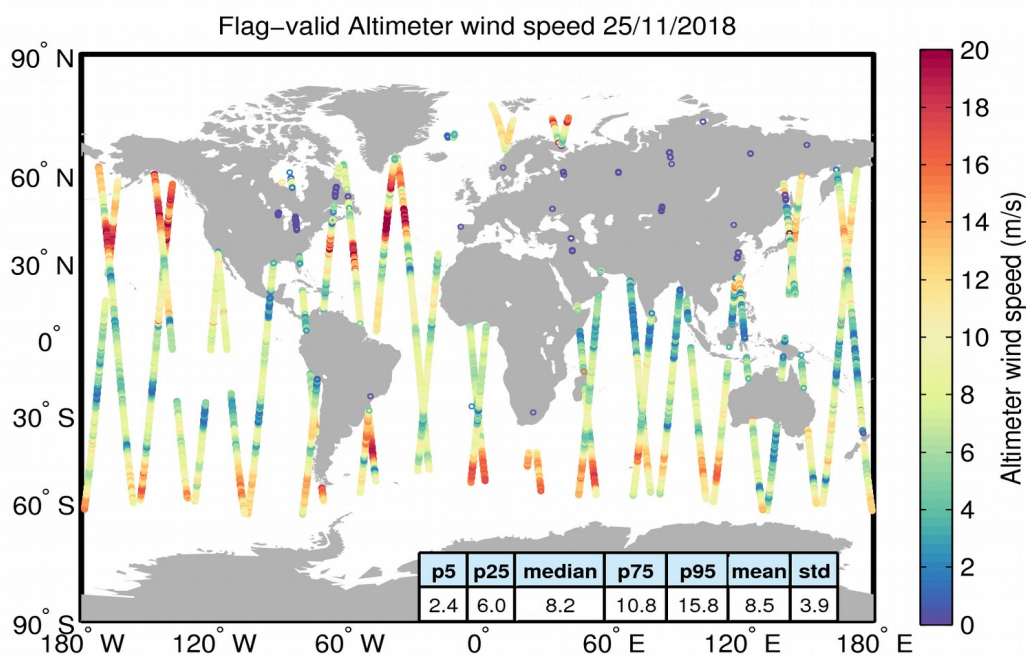 Flag−valid Altimeter wind speed 25/11/2018
90° N
60° N
30° N
0°
30° S
60° S
90° S
180° W
120° W
60° W
0°
60° E
120° E
180° E
20
18
16
14
12
10
8
6
4
2
0
Altimeter wind speed (m/s)
p5 p25 median p75 p95 mean std
2.4 6.0 8.2 10.8 15.8 8.5 3.9